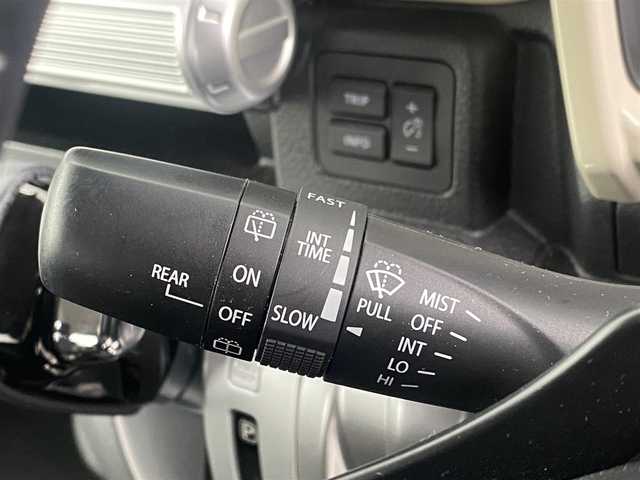 TRIP
+
INFO
-
FAST
INT
TIME
SLOW
REAR
ON
OFF
PULL
MIST
OFF
INT
LO
HI
P